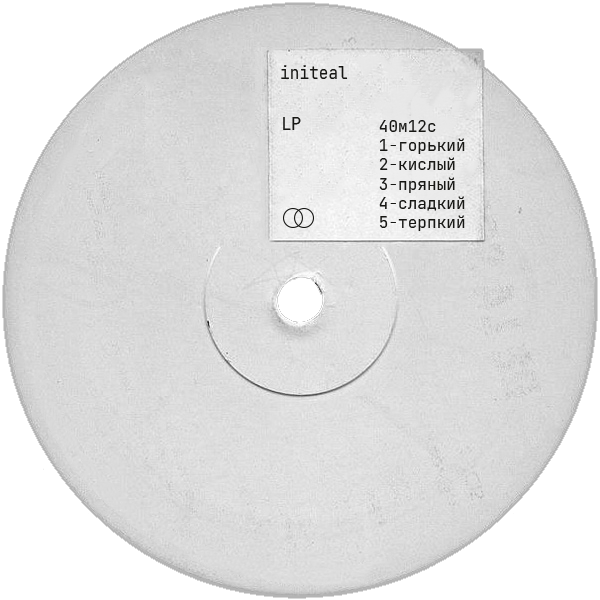 initeal
LP
40м12с
1-горький
2-кислый
3-пряный
4-сладкий
5-терпкий